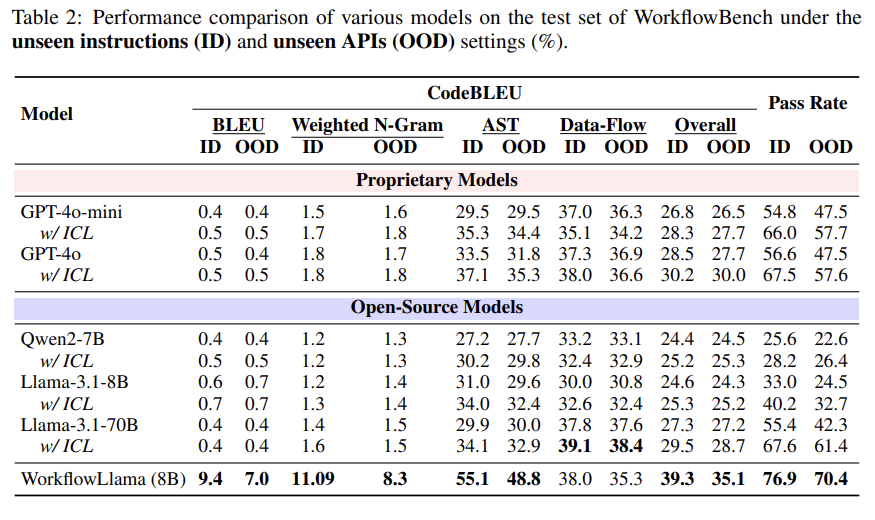 Table 2: Performance comparison of various models on the test set of WorkflowBench under the
unseen instructions (ID) and unseen APIs (OOD) settings (%).
Model CodeBLEU Pass Rate
BLEU Weighted N-Gram AST Data-Flow Overall
ID OOD ID OOD ID OOD ID OOD ID OOD ID OOD
Proprietary Models
GPT-4o-mini 0.4 0.4 1.5 1.6 29.5 29.5 37.0 36.3 26.8 26.5 54.8 47.5
w/ ICL 0.5 0.5 1.7 1.8 35.3 34.4 35.1 34.2 28.3 27.7 66.0 57.7
GPT-4o 0.5 0.4 1.8 1.7 33.5 31.8 37.3 36.9 28.5 27.7 56.6 47.5
w/ ICL 0.5 0.5 1.8 1.8 37.1 35.3 38.0 36.6 30.2 30.0 67.5 57.6
Open-Source Models
Qwen2-7B 0.4 0.4 1.2 1.3 27.2 27.7 33.2 33.1 24.4 24.5 25.6 22.6
w/ ICL 0.5 0.5 1.2 1.3 30.2 29.8 32.4 32.9 25.2 25.3 28.2 26.4
Llama-3.1-8B 0.6 0.7 1.2 1.4 31.0 29.6 30.0 30.8 24.6 24.3 33.0 24.5
w/ ICL 0.7 0.7 1.3 1.4 34.0 32.4 32.6 32.4 25.3 25.2 40.2 32.7
Llama-3.1-70B 0.4 0.4 1.4 1.5 29.9 30.0 37.8 37.6 27.3 27.2 55.4 42.3
w/ ICL 0.4 0.4 1.6 1.5 34.1 32.9 39.1 38.4 29.5 28.7 67.6 61.4
WorkflowLlama (8B) 9.4 7.0 11.09 8.3 55.1 48.8 38.0 35.3 39.3 35.1 76.9 70.4